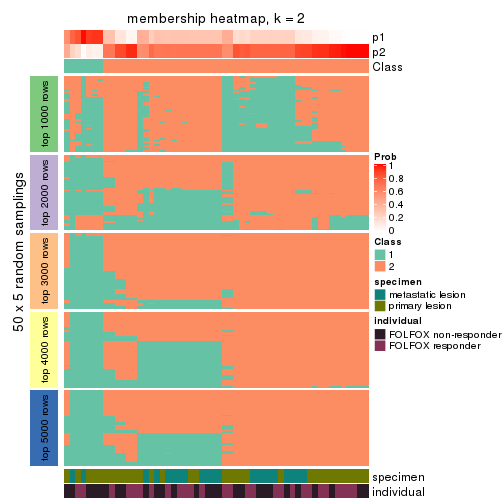 membership heatmap, k = 2
p1
p2
Class
50 x 5 random samplings
top 1000 rows
top 2000 rows
top 3000 rows
top 4000 rows
top 5000 rows
Prob
1
0.8
0.6
0.4
0.2
0
Class
1
2
specimen
metastatic lesion
primary lesion
individual
FOLFOX non-responder
FOLFOX responder
specimen
individual